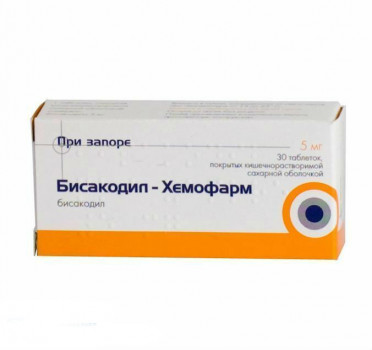 При запоре
5 мг
30 таблеток,
покрытых кишечнорастворимой
сахарной оболочкой
Бисакодил - Хемофарм
бисакодил